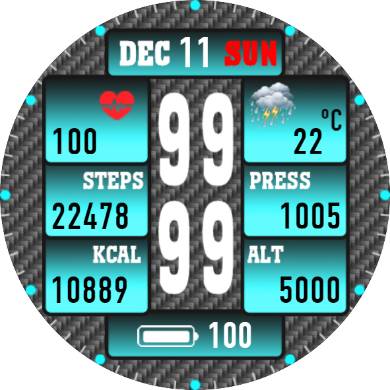 DEC 11 SUN
99
99
100
°C
22
STEPS
22478
PRESS
1005
KCAL
10889
ALT
5000
100